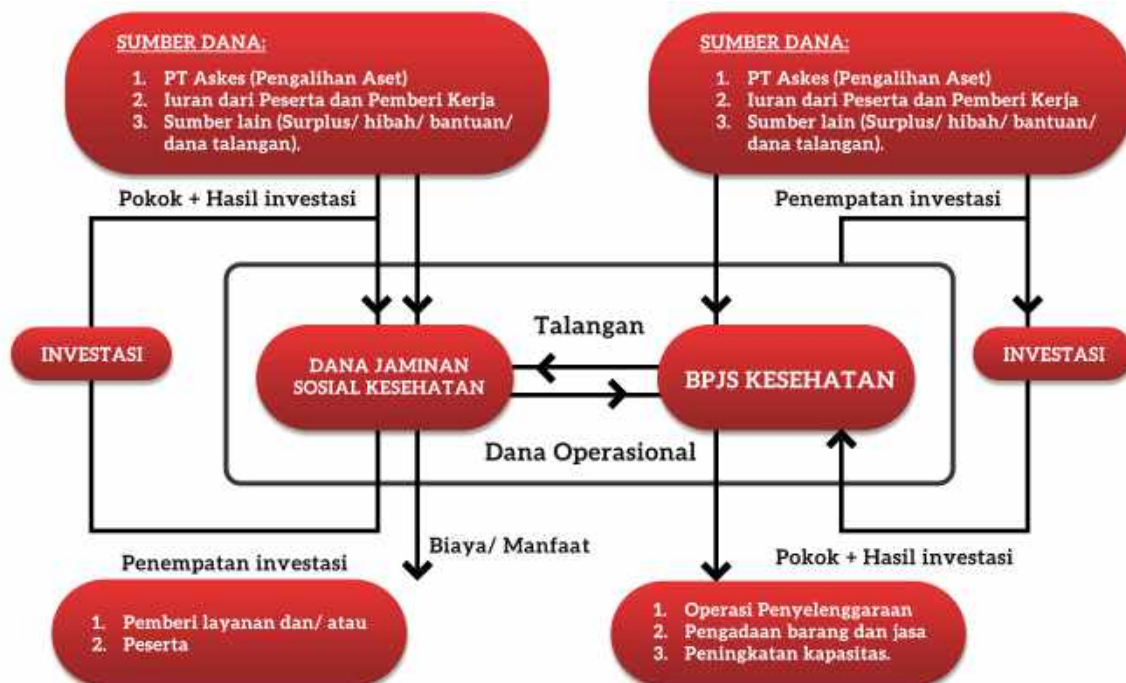 SUMBER DANA:
1. PT Askes (Pengalihan Aset)
2. Iuran dari Peserta dan Pemberi Kerja
3. Sumber lain (Surplus/ hibah/ bantuan/
dana talangan).
SUMBER DANA:
1. PT Askes (Pengalihan Aset)
2. Iuran dari Peserta dan Pemberi Kerja
3. Sumber lain (Surplus/ hibah/ bantuan/
dana talangan).
Pokok + Hasil investasi
Penempatan investasi
INVESTASI
DANA JAMINAN
SOSIAL KESEHATAN
Talangan
Dana Operasional
BPJS KESEHATAN
INVESTASI
Penempatan investasi
Biaya/ Manfaat
Pokok + Hasil investasi
1. Pemberi layanan dan/ atau
2. Peserta
1. Operasi Penyelenggaraan
2. Pengadaan barang dan jasa
3. Peningkatan kapasitas.